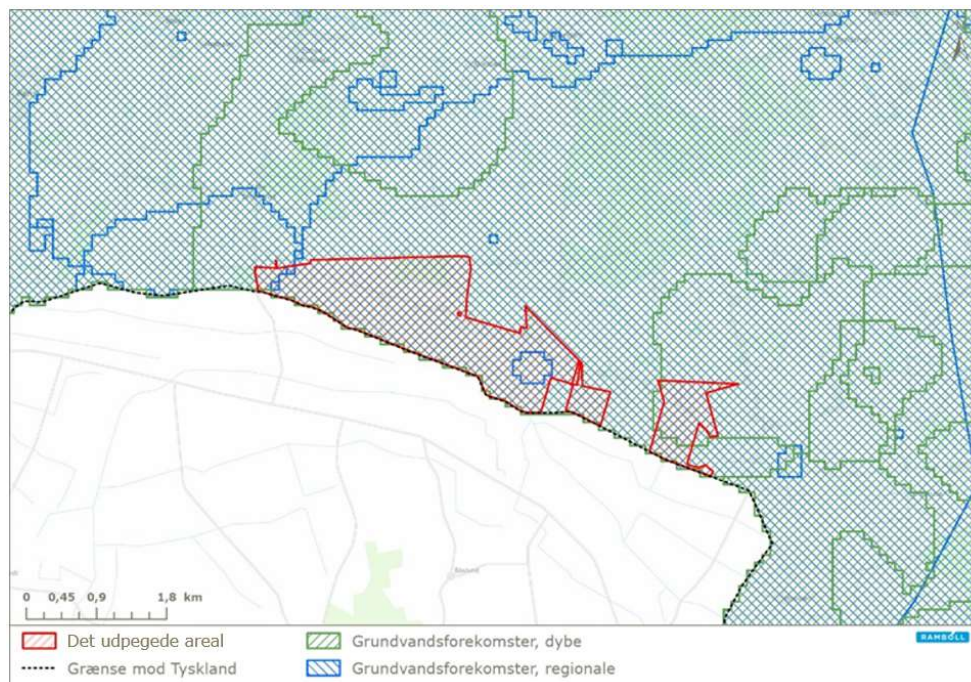 0 0,45 0,9 1,8 km
Det udpegede areal
Grundvandsforekomster, dybe
RAMBOLL
Grænse mod Tyskland
Grundvandsforekomster, regionale